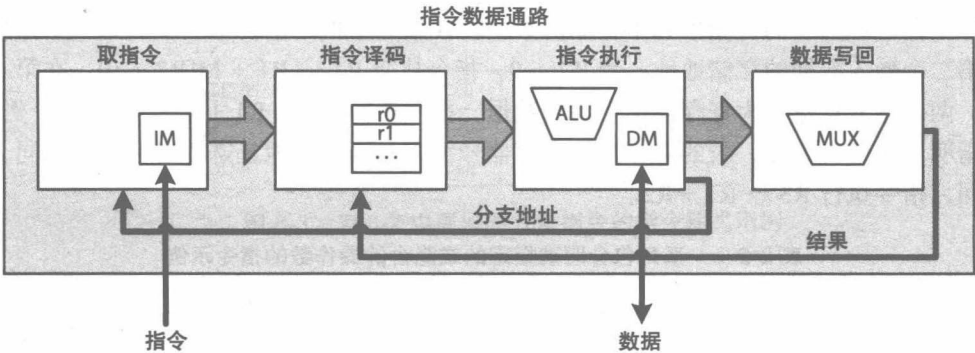 指令数据通路
取指令 指令译码 指令执行 数据写回
IM
r0
r1
...
ALU
DM
MUX
分支地址
结果
指令 数据